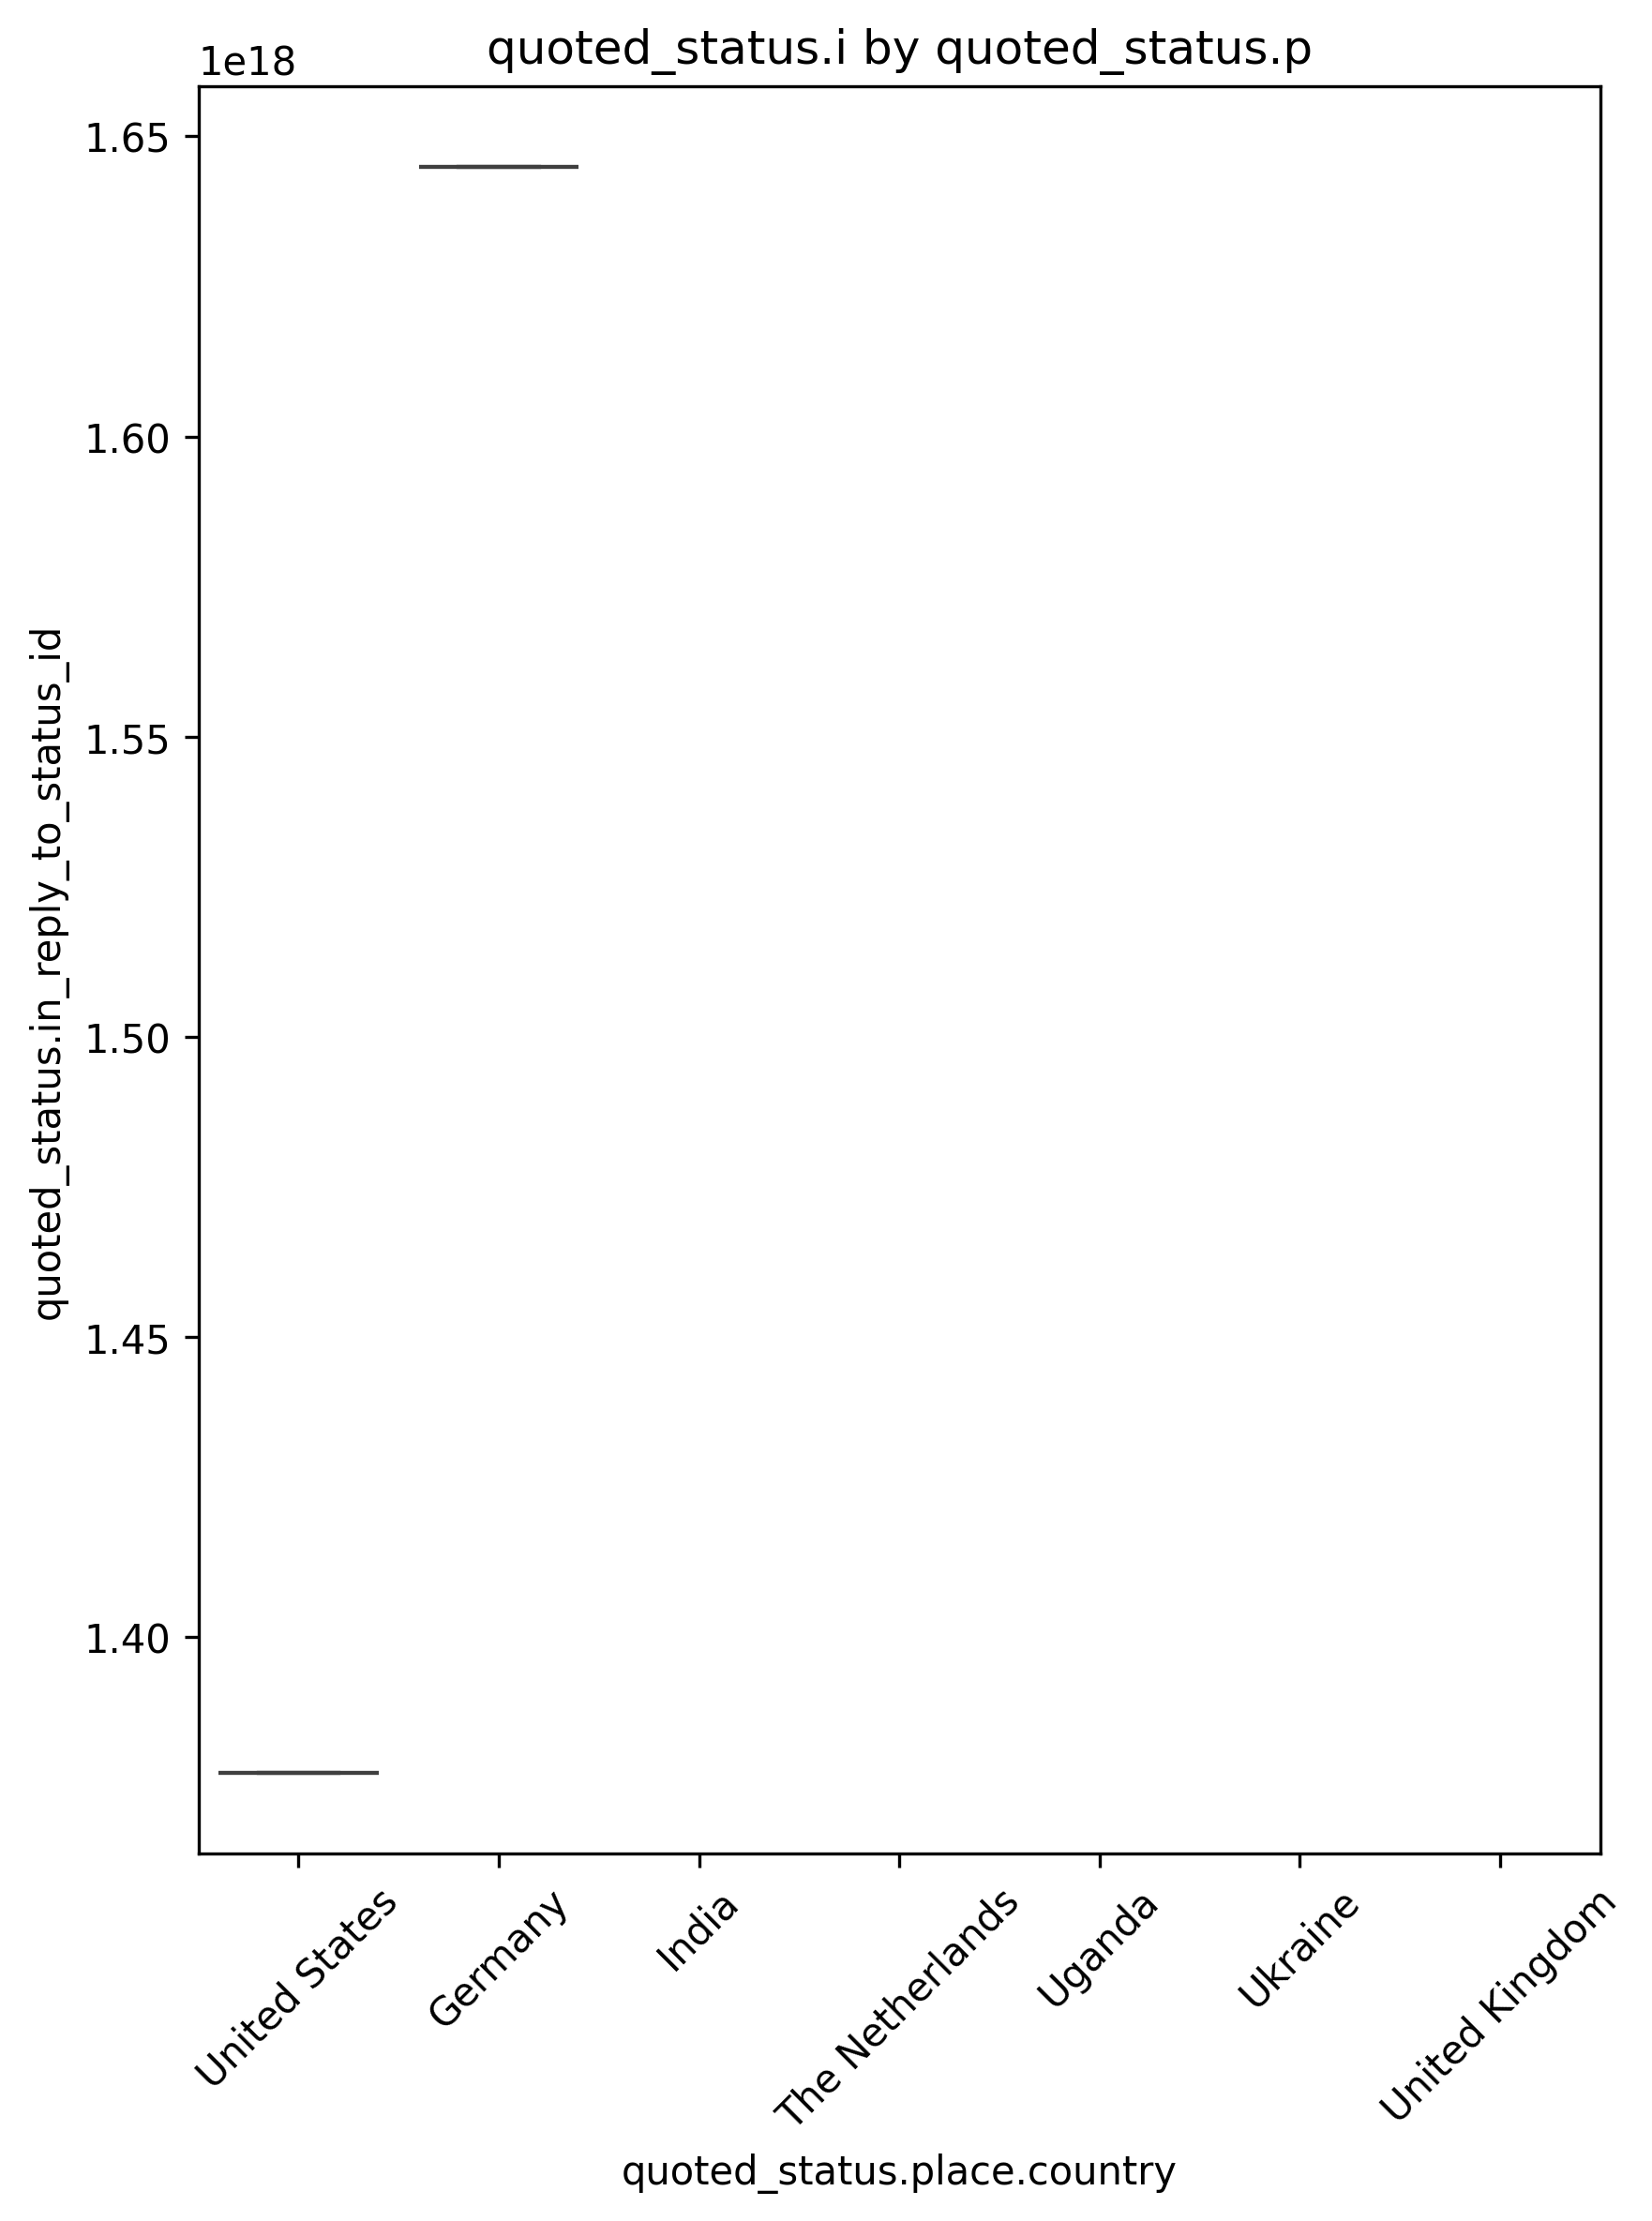 quoted_status.i by quoted_status.p
1e18
1.65
1.60
1.55
1.50
1.45
1.40
quoted_status.in_reply_to_status_id
United States
Germany
India
The Netherlands
Uganda
Ukraine
United Kingdom
quoted_status.place.country